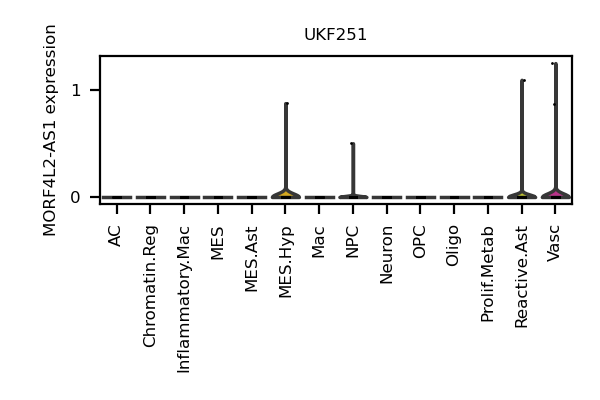 UKF251
MORF4L2-AS1 expression
1
0
AC
Chromatin.Reg
Inflammatory.Mac
MES
MES.Ast
MES.Hyp
Mac
NPC
Neuron
OPC
Oligo
Prolif.Metab
Reactive.Ast
Vasc